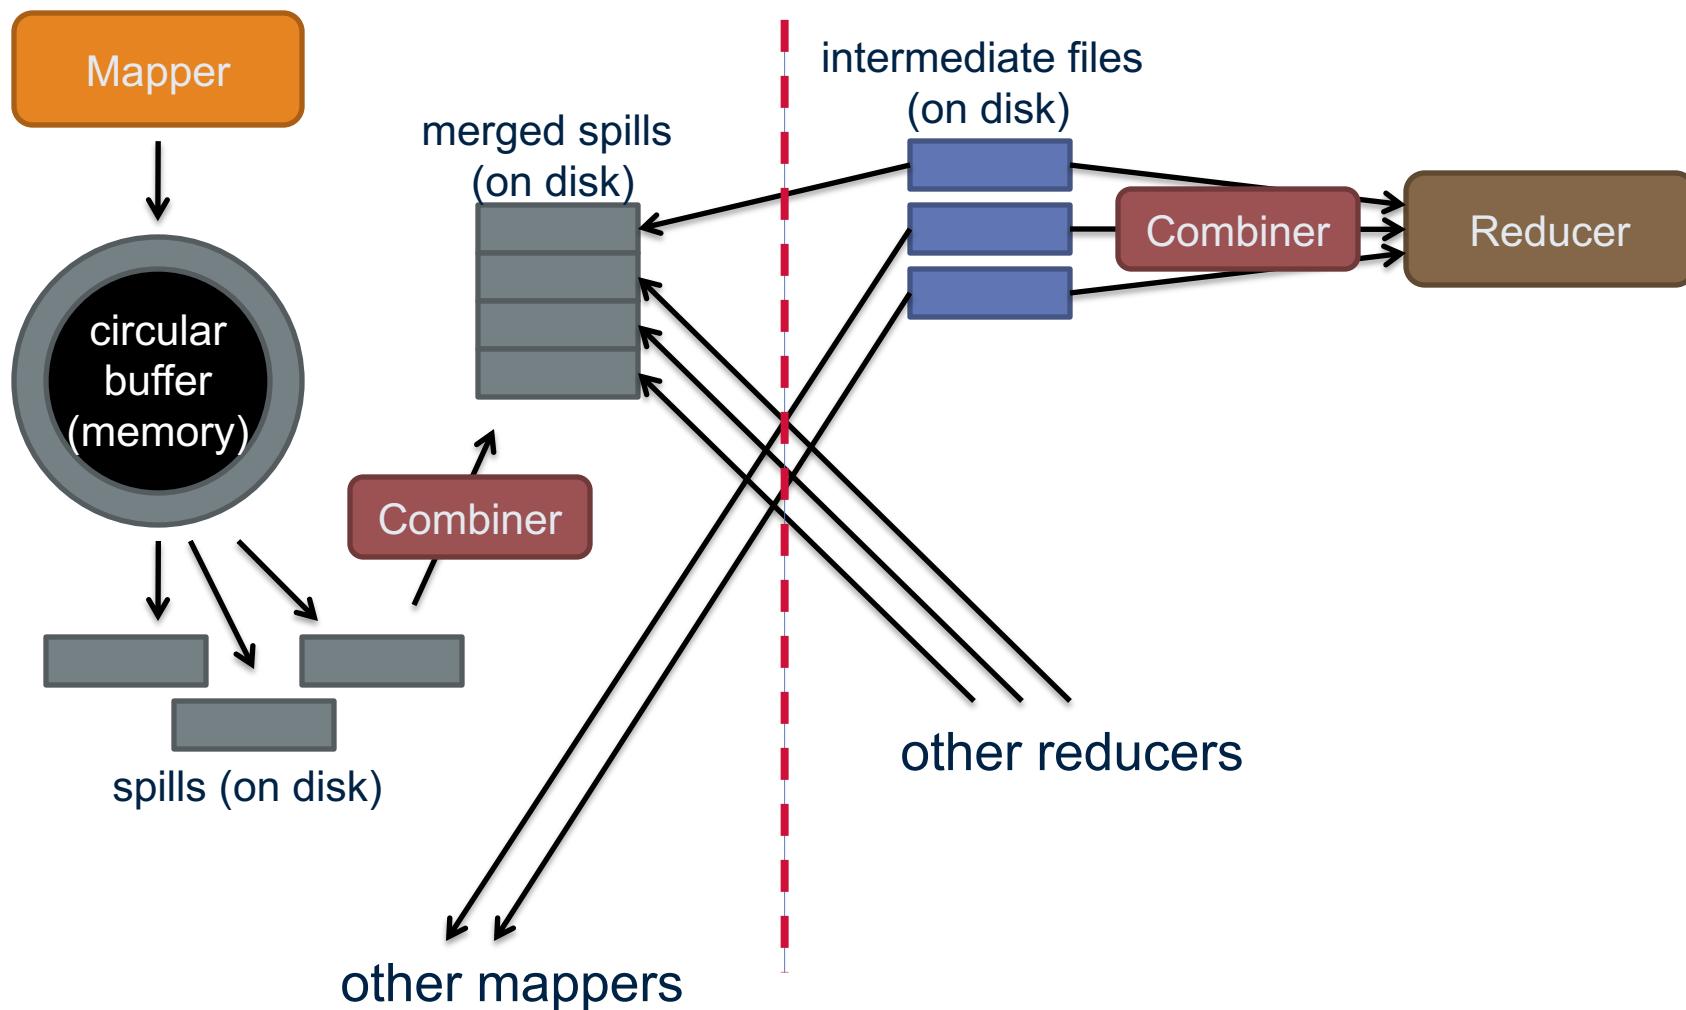 Mapper
circular
buffer
(memory)
spills (on disk)
Combiner
merged spills
(on disk)
other mappers
intermediate files
(on disk)
Combiner
Reducer
other reducers